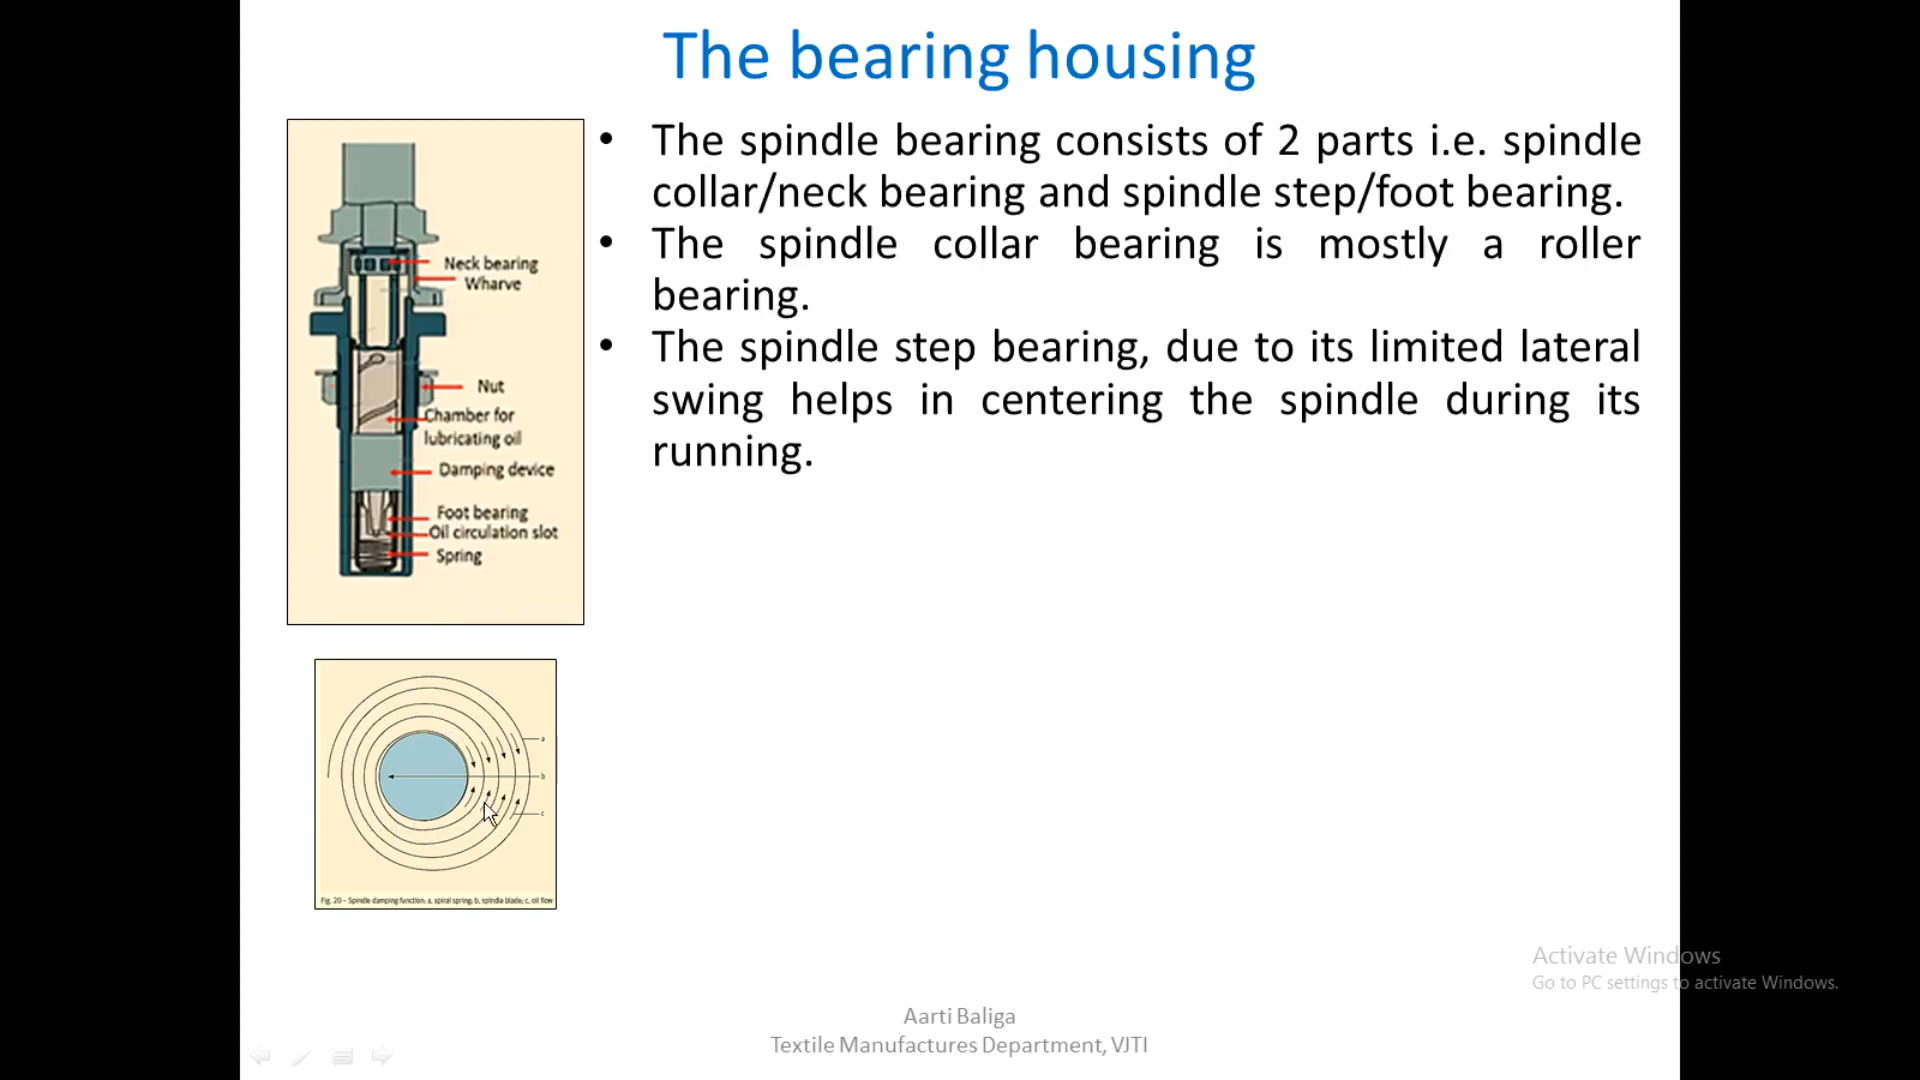 The bearing housing
• The spindle bearing consists of 2 parts i.e. spindle
collar/neck bearing and spindle step/foot bearing.
• The spindle collar bearing is mostly a roller
bearing.
• The spindle step bearing, due to its limited lateral
swing helps in centering the spindle during its
running.
Neck bearing
Wharve
Nut
Chamber for
lubricating oil
Damping device
Foot bearing
Oil circulation slot
Spring
a
b
c
Fig. 20 – Spindle damping function; a, spiral spring; b, spindle blade; c, oil flow
Activate Windows
Go to PC settings to activate Windows.
Aarti Baliga
Textile Manufactures Department, VJTI